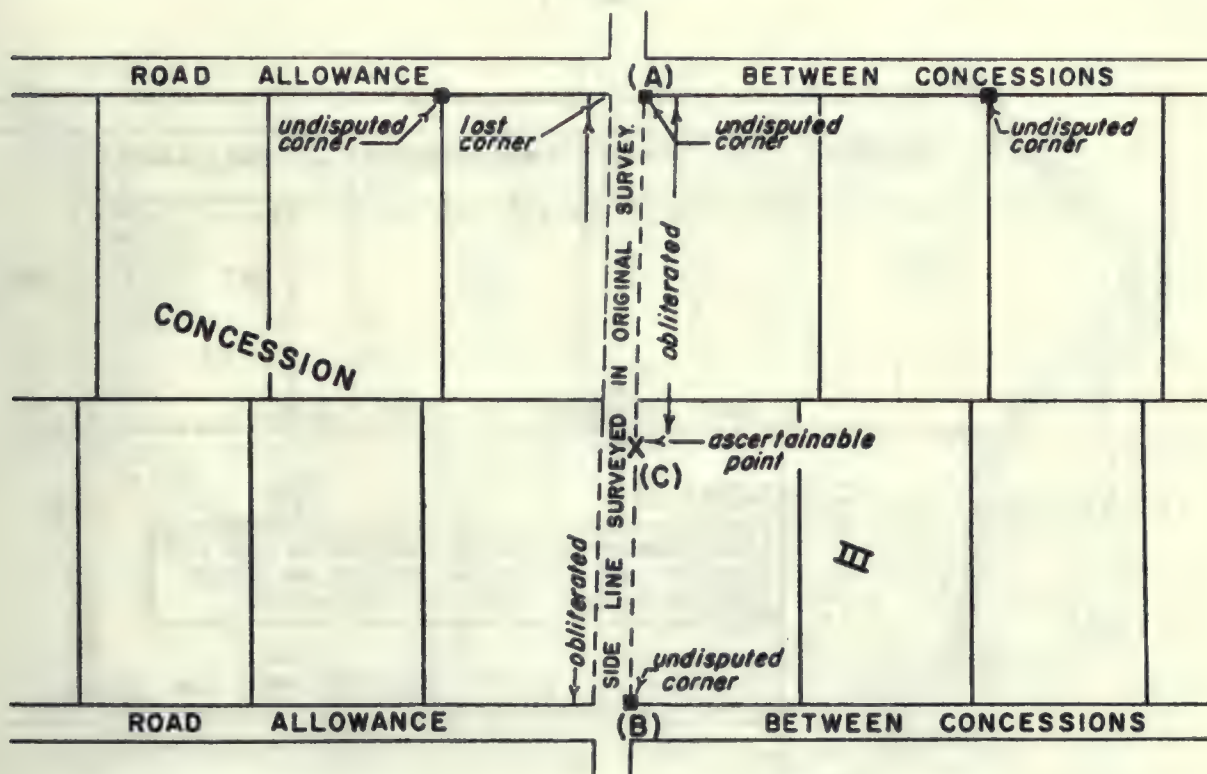 ROAD ALLOWANCE (A) BETWEEN CONCESSIONS
undisputed
corner
lost
corner
undisputed
corner
undisputed
corner
SIDE LINE SURVEYED IN ORIGINAL SURVEY.
obliterated
CONCESSION
ascertainable
point
X
(C)
III
obliterated
undisputed
corner
ROAD ALLOWANCE (B) BETWEEN CONCESSIONS